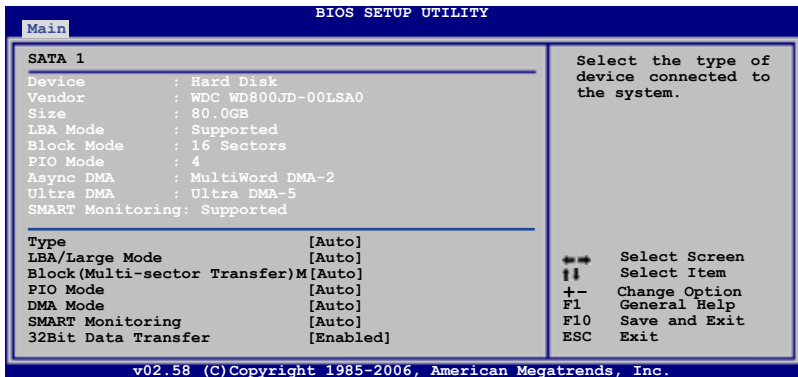 BIOS SETUP UTILITY
Main
SATA 1
Device : Hard Disk
Vendor : WDC WD800JD-00LSA0
Size : 80.0GB
LBA Mode : Supported
Block Mode : 16 Sectors
PIO Mode : 4
Async DMA : MultiWord DMA-2
Ultra DMA : Ultra DMA-5
SMART Monitoring: Supported
Type [Auto]
LBA/Large Mode [Auto]
Block(Multi-sector Transfer)M[Auto]
PIO Mode [Auto]
DMA Mode [Auto]
SMART Monitoring [Auto]
32Bit Data Transfer [Enabled]
Select the type of
device connected to
the system.
←→ Select Screen
↑↓ Select Item
+- Change Option
F1 General Help
F10 Save and Exit
ESC Exit
v02.58 (C)Copyright 1985-2006, American Megatrends, Inc.